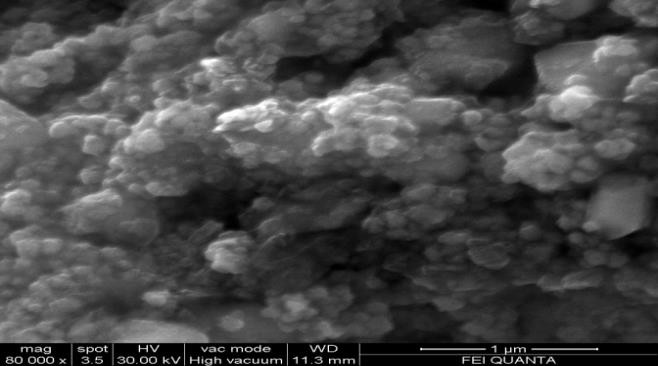 mag spot HV vac mode WD 1 µm
80 000 x 3.5 30.00 kV High vacuum 11.3 mm FEI QUANTA